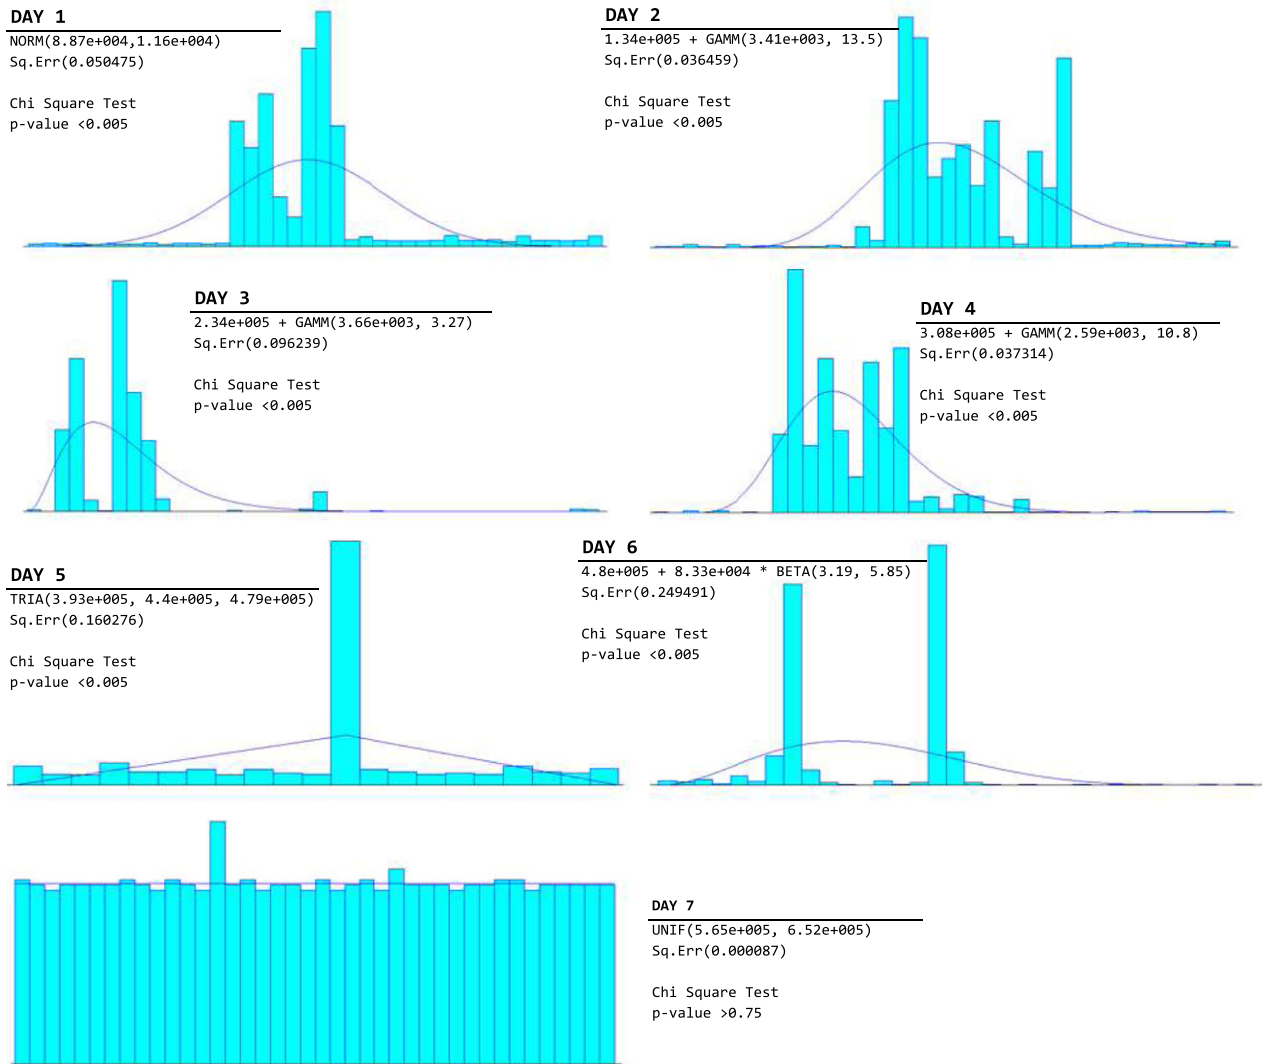 DAY 1
NORM(8.87e+004,1.16e+004)
Sq.Err(0.050475)
Chi Square Test
p-value <0.005
DAY 2
1.34e+005 + GAMM(3.41e+003, 13.5)
Sq.Err(0.036459)
Chi Square Test
p-value <0.005
DAY 3
2.34e+005 + GAMM(3.66e+003, 3.27)
Sq.Err(0.096239)
Chi Square Test
p-value <0.005
DAY 4
3.08e+005 + GAMM(2.59e+003, 10.8)
Sq.Err(0.037314)
Chi Square Test
p-value <0.005
DAY 5
TRIA(3.93e+005, 4.4e+005, 4.79e+005)
Sq.Err(0.160276)
Chi Square Test
p-value <0.005
DAY 6
4.8e+005 + 8.33e+004 * BETA(3.19, 5.85)
Sq.Err(0.249491)
Chi Square Test
p-value <0.005
DAY 7
UNIF(5.65e+005, 6.52e+005)
Sq.Err(0.000087)
Chi Square Test
p-value >0.75